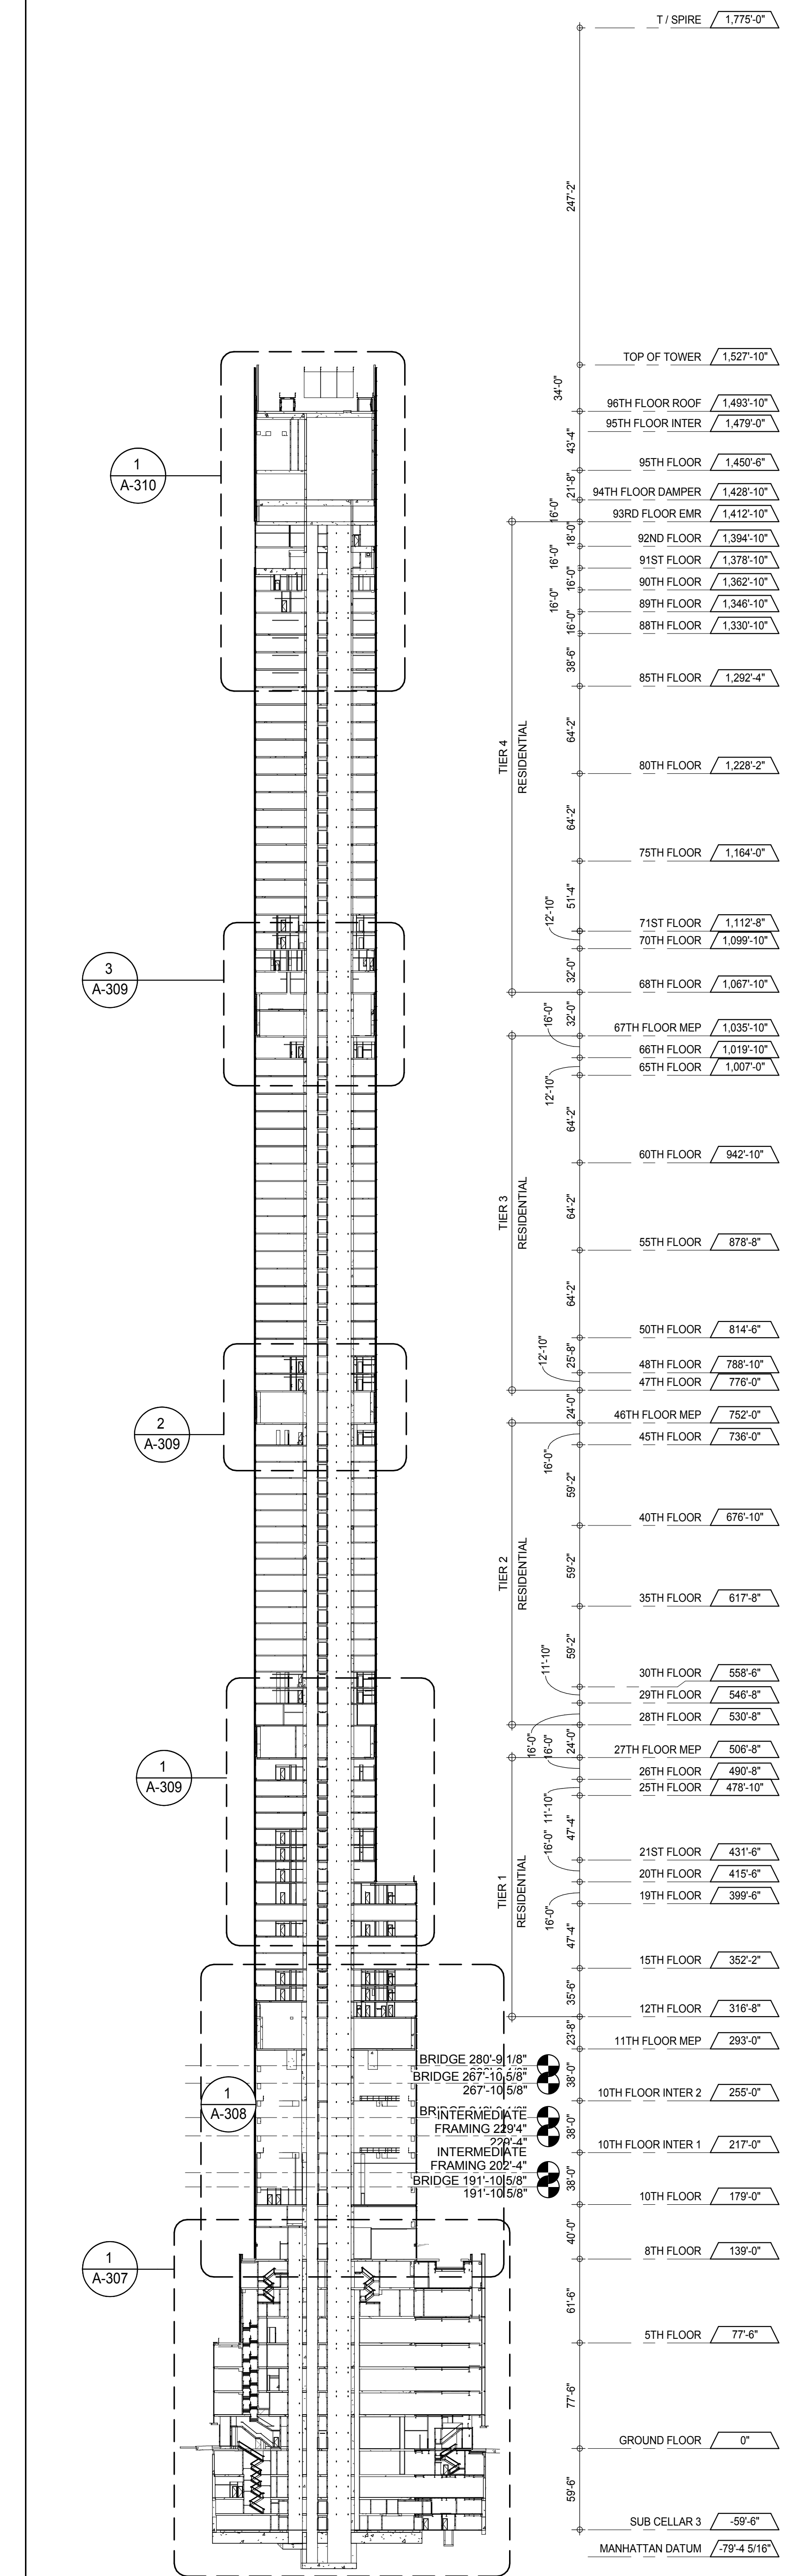 T / SPIRE 1,775'-0"
247'-2"
TOP OF TOWER 1,527'-10"
34'-0"
96TH FLOOR ROOF 1,493'-10"
95TH FLOOR INTER 1,479'-0"
43'-4"
95TH FLOOR 1,450'-6"
21'-8"
94TH FLOOR DAMPER 1,428'-10"
16'-0"
93RD FLOOR EMR 1,412'-10"
18'-0"
92ND FLOOR 1,394'-10"
16'-0"
91ST FLOOR 1,378'-10"
16'-0"
90TH FLOOR 1,362'-10"
16'-0"
89TH FLOOR 1,346'-10"
16'-0"
88TH FLOOR 1,330'-10"
38'-6"
85TH FLOOR 1,292'-4"
64'-2"
80TH FLOOR 1,228'-2"
64'-2"
75TH FLOOR 1,164'-0"
51'-4"
71ST FLOOR 1,112'-8"
12'-10"
70TH FLOOR 1,099'-10"
32'-0"
68TH FLOOR 1,067'-10"
32'-0"
67TH FLOOR MEP 1,035'-10"
16'-0"
66TH FLOOR 1,019'-10"
12'-10"
65TH FLOOR 1,007'-0"
64'-2"
60TH FLOOR 942'-10"
64'-2"
55TH FLOOR 878'-8"
64'-2"
50TH FLOOR 814'-6"
25'-8"
48TH FLOOR 788'-10"
12'-10"
47TH FLOOR 776'-0"
24'-0"
46TH FLOOR MEP 752'-0"
16'-0"
45TH FLOOR 736'-0"
59'-2"
40TH FLOOR 676'-10"
59'-2"
35TH FLOOR 617'-8"
59'-2"
30TH FLOOR 558'-6"
11'-10"
29TH FLOOR 546'-8"
16'-0"
28TH FLOOR 530'-8"
24'-0"
27TH FLOOR MEP 506'-8"
16'-0"
26TH FLOOR 490'-8"
11'-10"
25TH FLOOR 478'-10"
47'-4"
21ST FLOOR 431'-6"
16'-0"
20TH FLOOR 415'-6"
16'-0"
19TH FLOOR 399'-6"
47'-4"
15TH FLOOR 352'-2"
35'-6"
12TH FLOOR 316'-8"
23'-8"
11TH FLOOR MEP 293'-0"
38'-0"
10TH FLOOR INTER 2 255'-0"
38'-0"
10TH FLOOR INTER 1 217'-0"
38'-0"
10TH FLOOR 179'-0"
40'-0"
8TH FLOOR 139'-0"
61'-6"
5TH FLOOR 77'-6"
77'-6"
GROUND FLOOR 0"
59'-6"
SUB CELLAR 3 -59'-6"
MANHATTAN DATUM -79'-4 5/16"
TIER 4
RESIDENTIAL
TIER 3
RESIDENTIAL
TIER 2
RESIDENTIAL
TIER 1
RESIDENTIAL
BRIDGE 280'-9 1/8"
BRIDGE 267'-10 5/8"
267'-10 5/8"
INTERMEDIATE
FRAMING 229'4"
229'-4"
INTERMEDIATE
FRAMING 202'-4"
BRIDGE 191'-10 5/8"
191'-10 5/8"
1
A-310
3
A-309
2
A-309
1
A-309
1
A-308
1
A-307